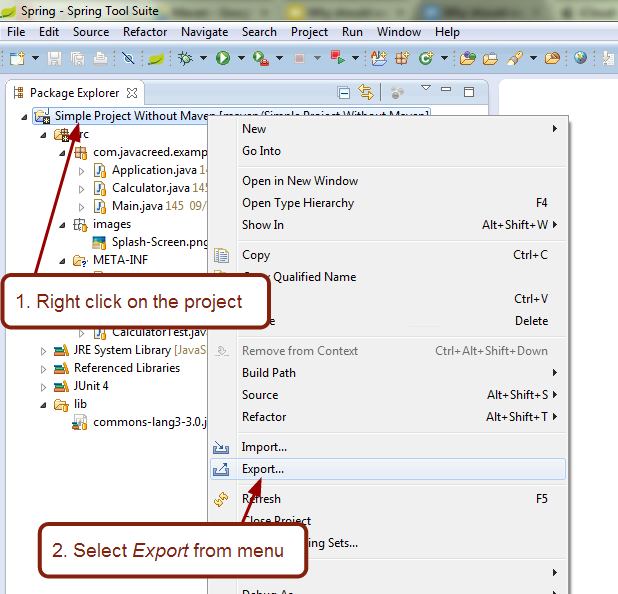 Spring - Spring Tool Suite
File Edit Source Refactor Navigate Search Project Run Window Help
Package Explorer
Simple Project Without Maven [maven/Simple Project Without Maven]
src
com.javacreed.examp
Application.java 14
Calculator.java 145
Main.java 145 09/
images
Splash-Screen.png
META-INF
1. Right click on the project
CalculatorTest.jav
JRE System Library [JavaS
Referenced Libraries
JUnit 4
lib
commons-lang3-3.0.j
New
Go Into
Open in New Window
Open Type Hierarchy F4
Show In Alt+Shift+W
Copy Ctrl+C
Qualified Name
Ctrl+V
Delete
Remove from Context Ctrl+Alt+Shift+Down
Build Path
Source Alt+Shift+S
Refactor Alt+Shift+T
Import...
Export...
Refresh F5
Close Project
ing Sets...
2. Select Export from menu
Debug As